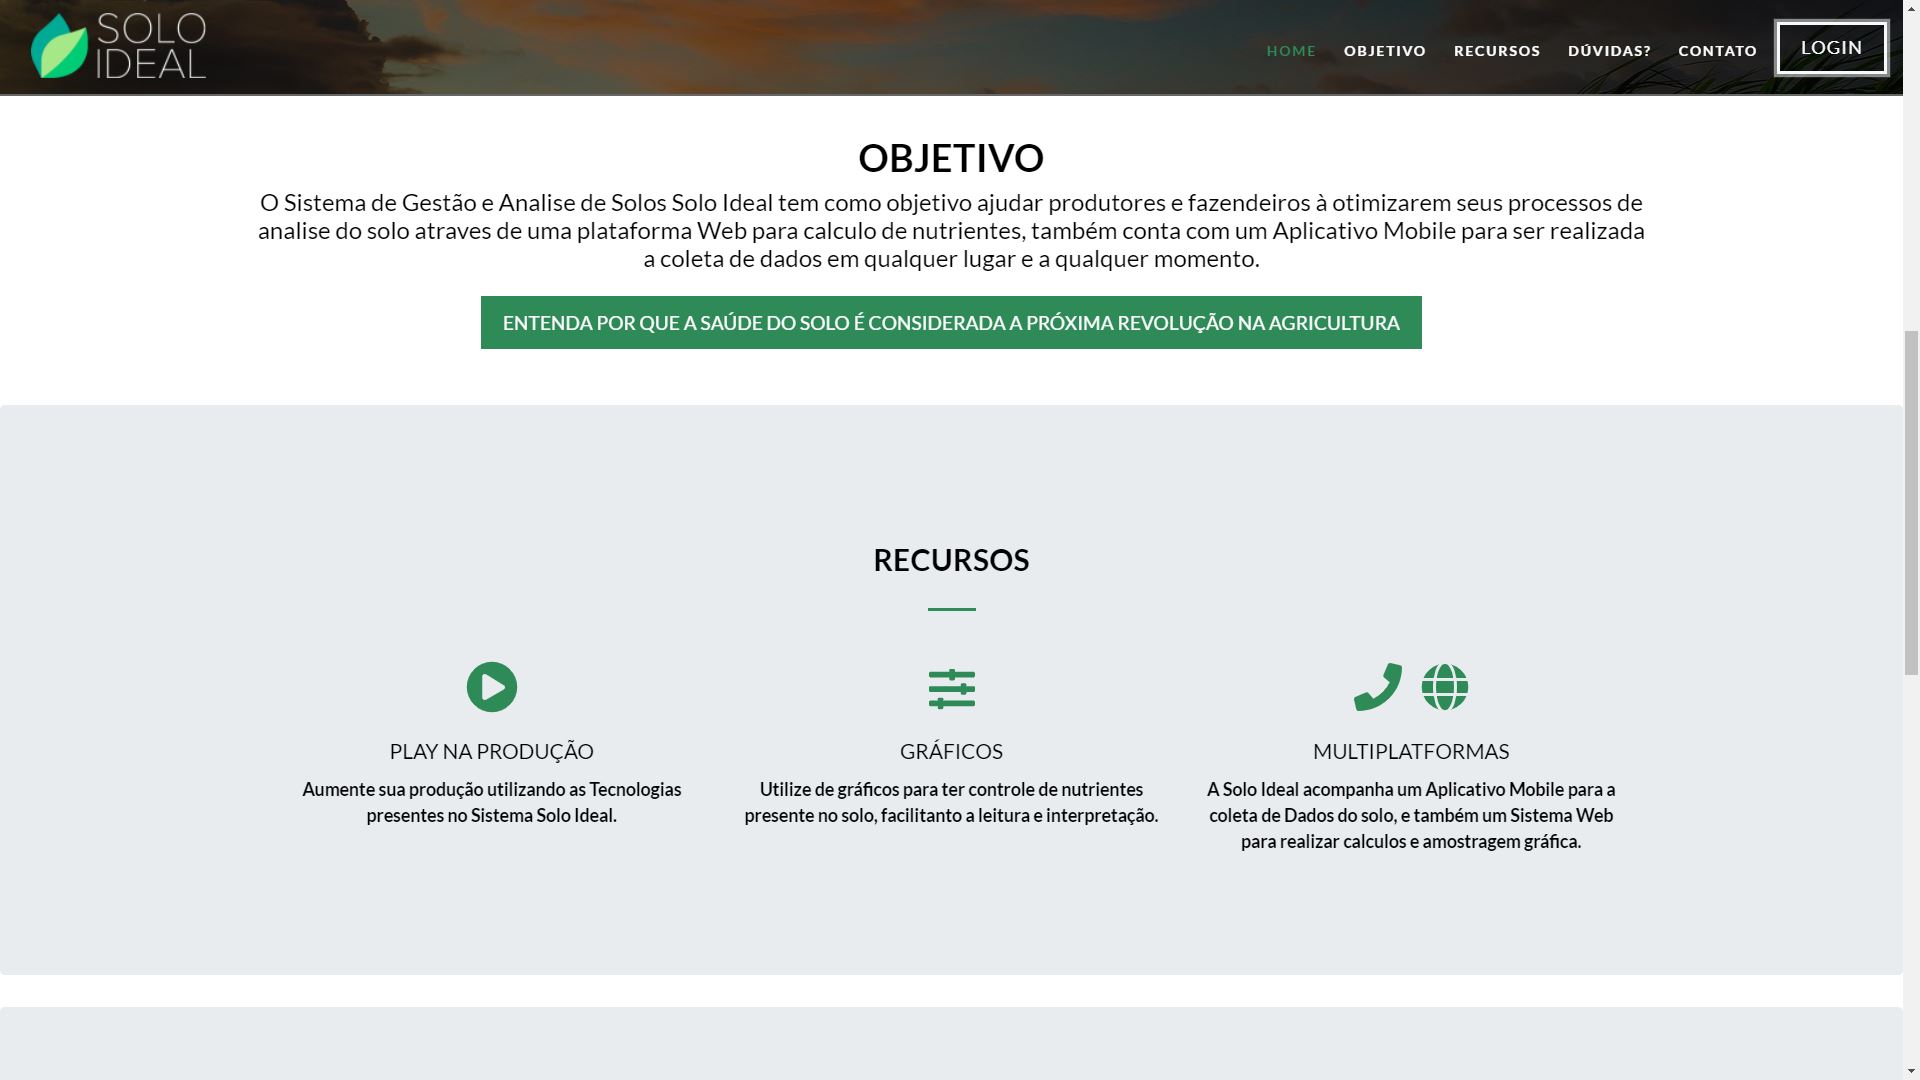 SOLO
IDEAL
HOME
OBJETIVO
RECURSOS
DÚVIDAS?
CONTATO
LOGIN
OBJETIVO
O Sistema de Gestão e Analise de Solos Solo Ideal tem como objetivo ajudar produtores e fazendeiros à otimizarem seus processos de
analise do solo atraves de uma plataforma Web para calculo de nutrientes, também conta com um Aplicativo Mobile para ser realizada
a coleta de dados em qualquer lugar e a qualquer momento.
ENTENDA POR QUE A SAÚDE DO SOLO É CONSIDERADA A PRÓXIMA REVOLUÇÃO NA AGRICULTURA
RECURSOS
PLAY NA PRODUÇÃO
Aumente sua produção utilizando as Tecnologias
presentes no Sistema Solo Ideal.
GRÁFICOS
Utilize de gráficos para ter controle de nutrientes
presente no solo, facilitanto a leitura e interpretação.
MULTIPLATFORMAS
A Solo Ideal acompanha um Aplicativo Mobile para a
coleta de Dados do solo, e também um Sistema Web
para realizar calculos e amostragem gráfica.